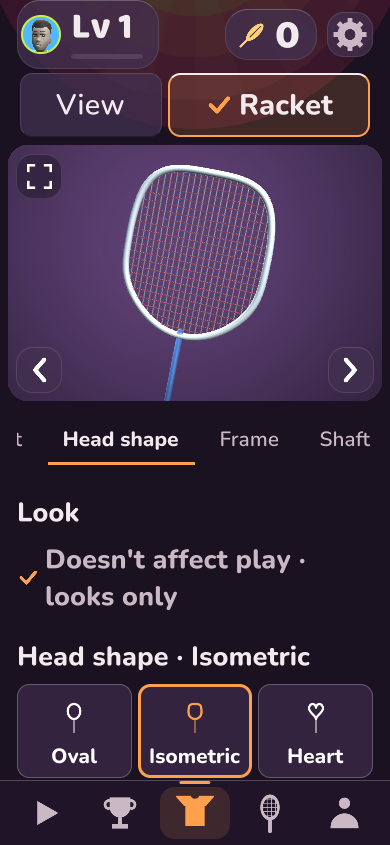 Lv 1
0
View
Racket
t
Head shape
Frame
Shaft
Look
Doesn't affect play ·
looks only
Head shape · Isometric
Oval
Isometric
Heart